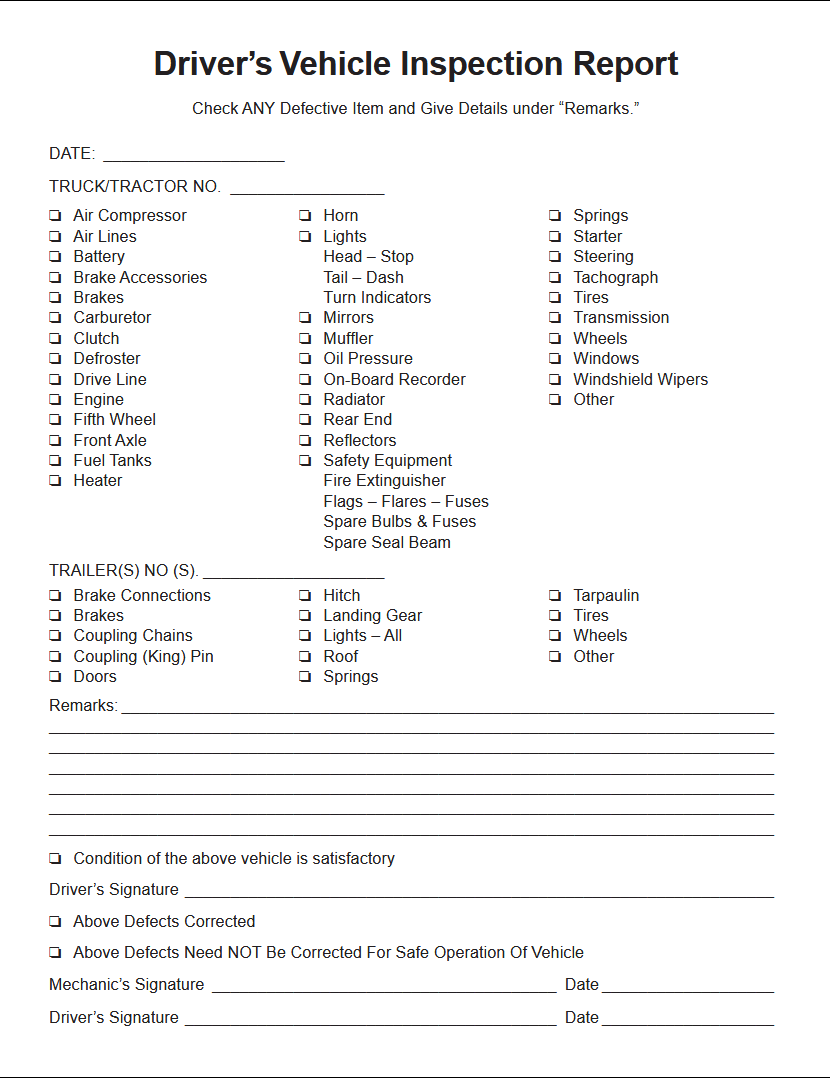 Driver’s Vehicle Inspection Report
Check ANY Defective Item and Give Details under “Remarks.”
DATE: ____________________
TRUCK/TRACTOR NO. _________________
❏ Air Compressor
❏ Air Lines
❏ Battery
❏ Brake Accessories
❏ Brakes
❏ Carburetor
❏ Clutch
❏ Defroster
❏ Drive Line
❏ Engine
❏ Fifth Wheel
❏ Front Axle
❏ Fuel Tanks
❏ Heater
❏ Horn
❏ Lights
Head – Stop
Tail – Dash
Turn Indicators
❏ Mirrors
❏ Muffler
❏ Oil Pressure
❏ On-Board Recorder
❏ Radiator
❏ Rear End
❏ Reflectors
❏ Safety Equipment
Fire Extinguisher
Flags – Flares – Fuses
Spare Bulbs & Fuses
Spare Seal Beam
❏ Springs
❏ Starter
❏ Steering
❏ Tachograph
❏ Tires
❏ Transmission
❏ Wheels
❏ Windows
❏ Windshield Wipers
❏ Other
TRAILER(S) NO (S). ____________________
❏ Brake Connections
❏ Brakes
❏ Coupling Chains
❏ Coupling (King) Pin
❏ Doors
❏ Hitch
❏ Landing Gear
❏ Lights – All
❏ Roof
❏ Springs
❏ Tarpaulin
❏ Tires
❏ Wheels
❏ Other
Remarks: ____________________
❏ Condition of the above vehicle is satisfactory
Driver’s Signature ____________________
❏ Above Defects Corrected
❏ Above Defects Need NOT Be Corrected For Safe Operation Of Vehicle
Mechanic’s Signature ____________________ Date ____________________
Driver’s Signature ____________________ Date ____________________